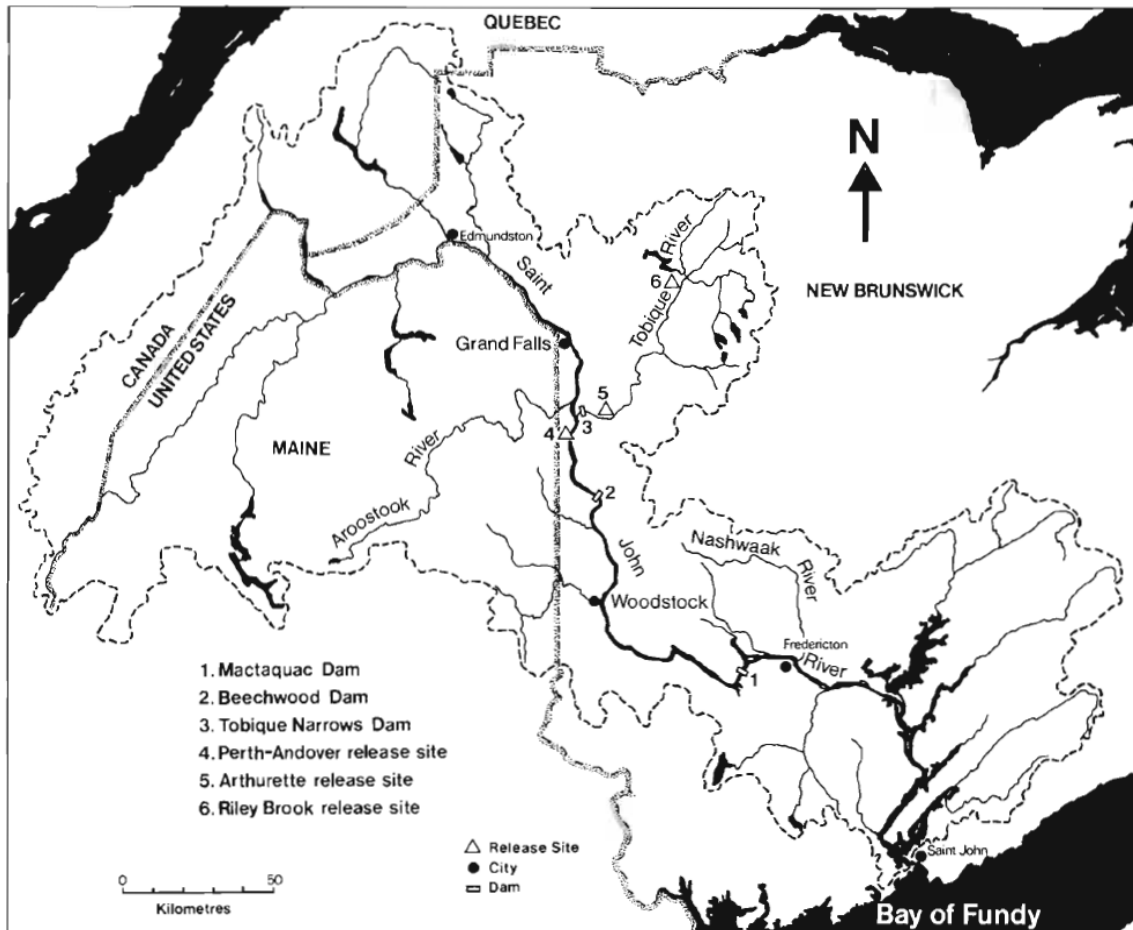 QUEBEC
N
Edmundston
Saint
River
6
Tobique
NEW BRUNSWICK
CANADA
UNITED STATES
Grand Falls
5
3
4
MAINE
River
Aroostook
2
John
Nashwaak
River
Woodstock
Fredericton
River
1
1. Mactaquac Dam
2. Beechwood Dam
3. Tobique Narrows Dam
4. Perth-Andover release site
5. Arthurette release site
6. Riley Brook release site
Release Site
City
Dam
0 50
Kilometres
Saint John
Bay of Fundy